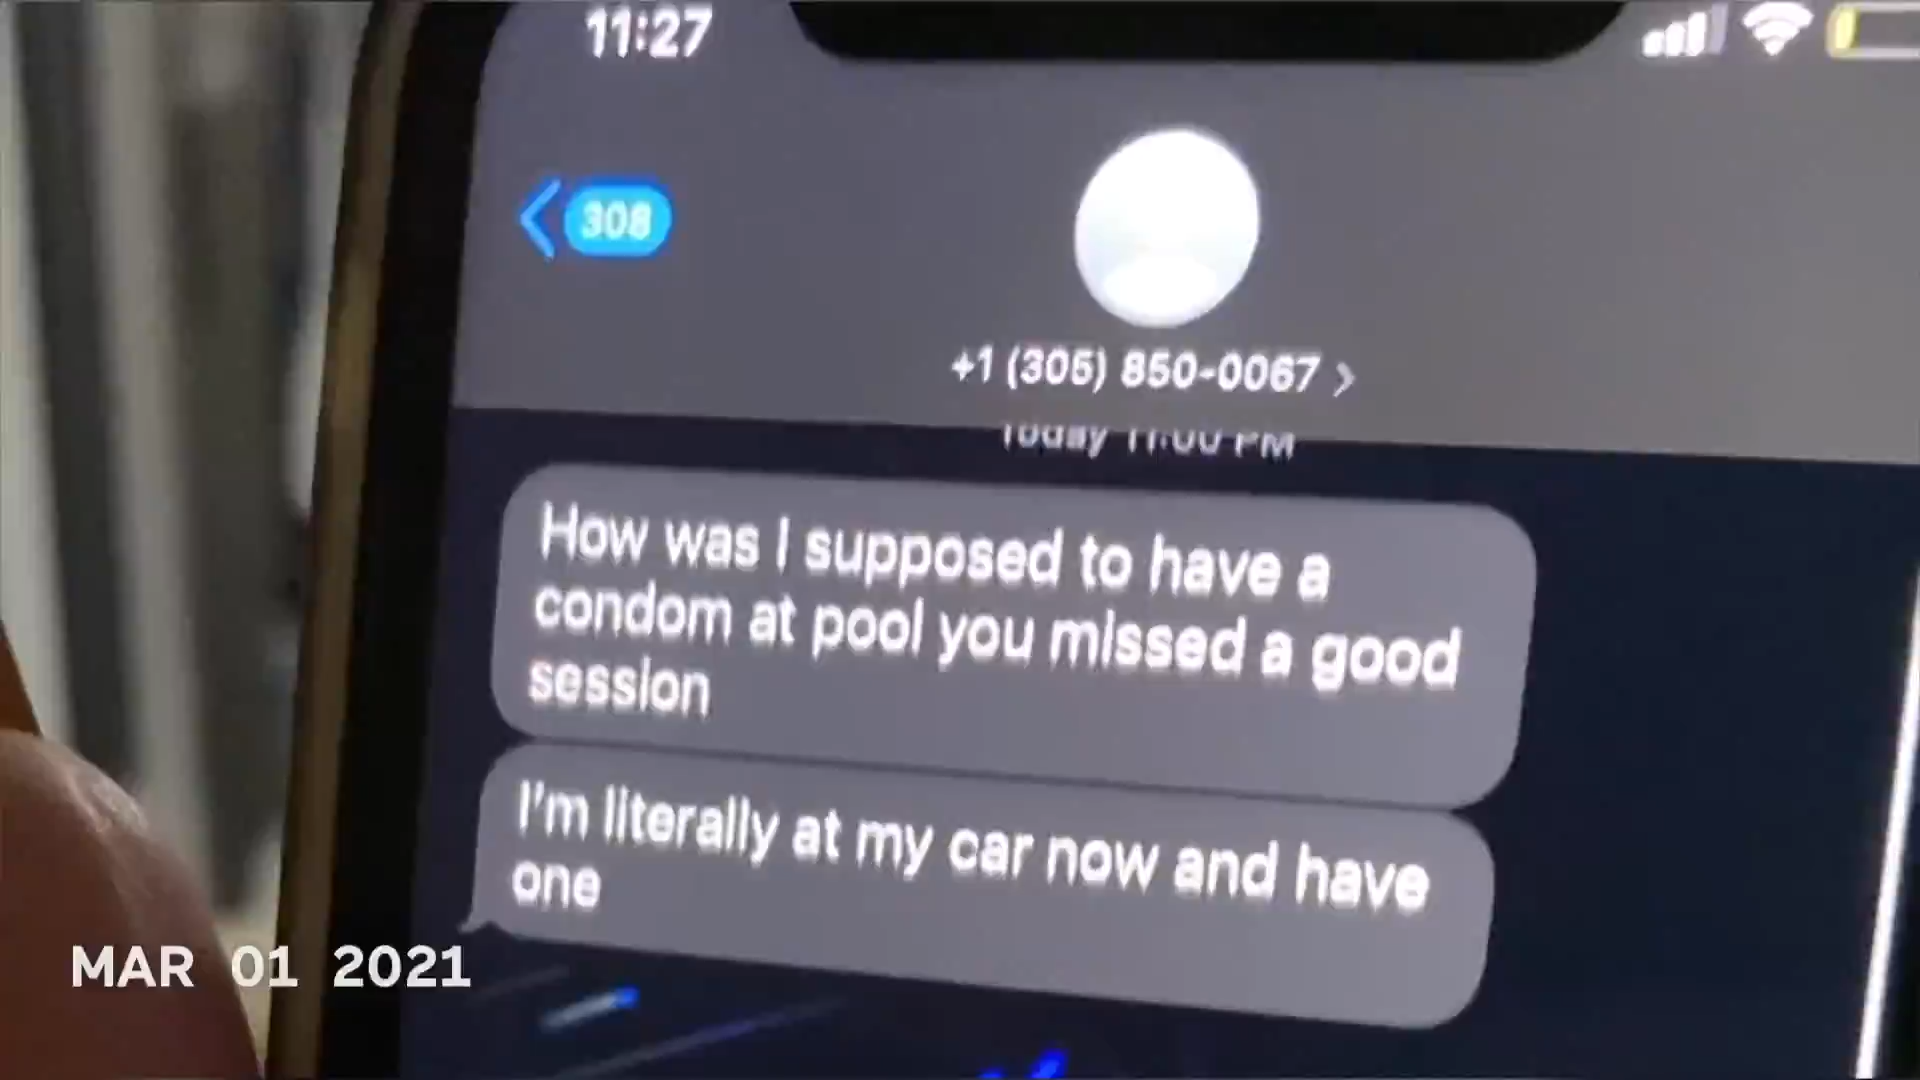 11:27
308
+1 (305) 850-0067 >
Today 11:00 PM
How was I supposed to have a
condom at pool you missed a good
session
I'm literally at my car now and have
one
MAR 01 2021